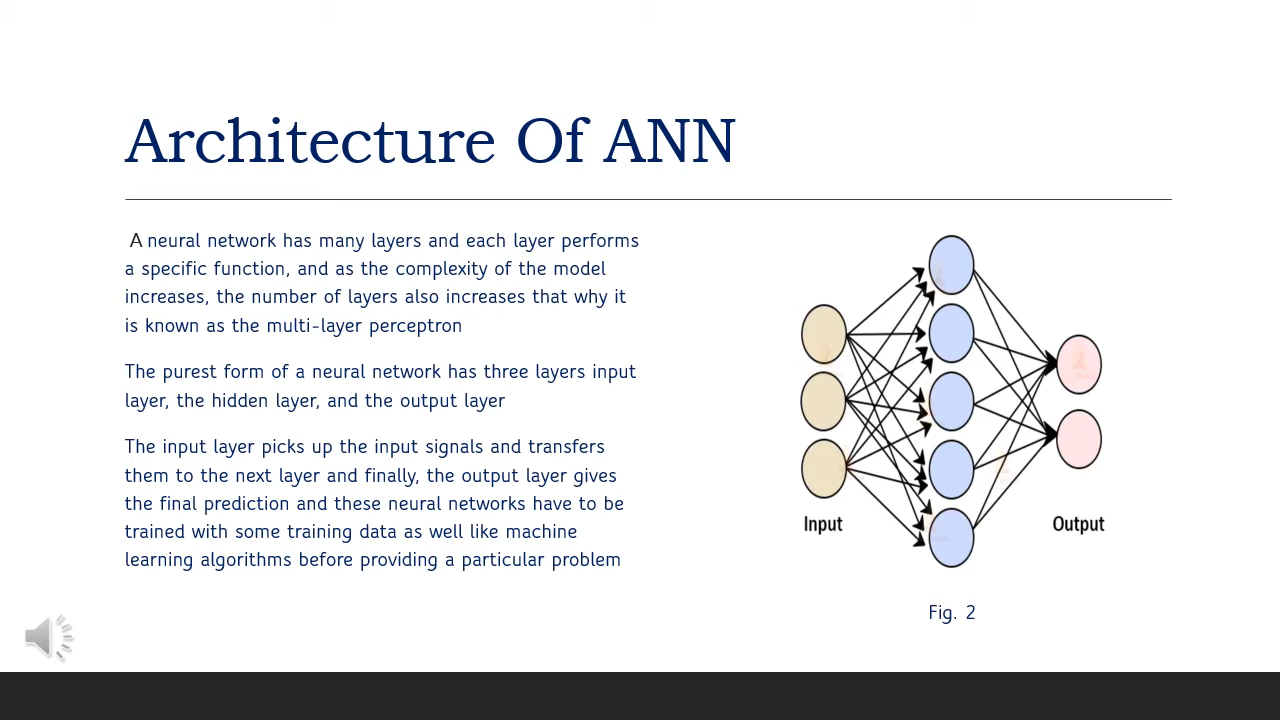 Architecture Of ANN
A neural network has many layers and each layer performs
a specific function, and as the complexity of the model
increases, the number of layers also increases that why it
is known as the multi-layer perceptron
The purest form of a neural network has three layers input
layer, the hidden layer, and the output layer
The input layer picks up the input signals and transfers
them to the next layer and finally, the output layer gives
the final prediction and these neural networks have to be
trained with some training data as well like machine
learning algorithms before providing a particular problem
Input
Output
Fig. 2